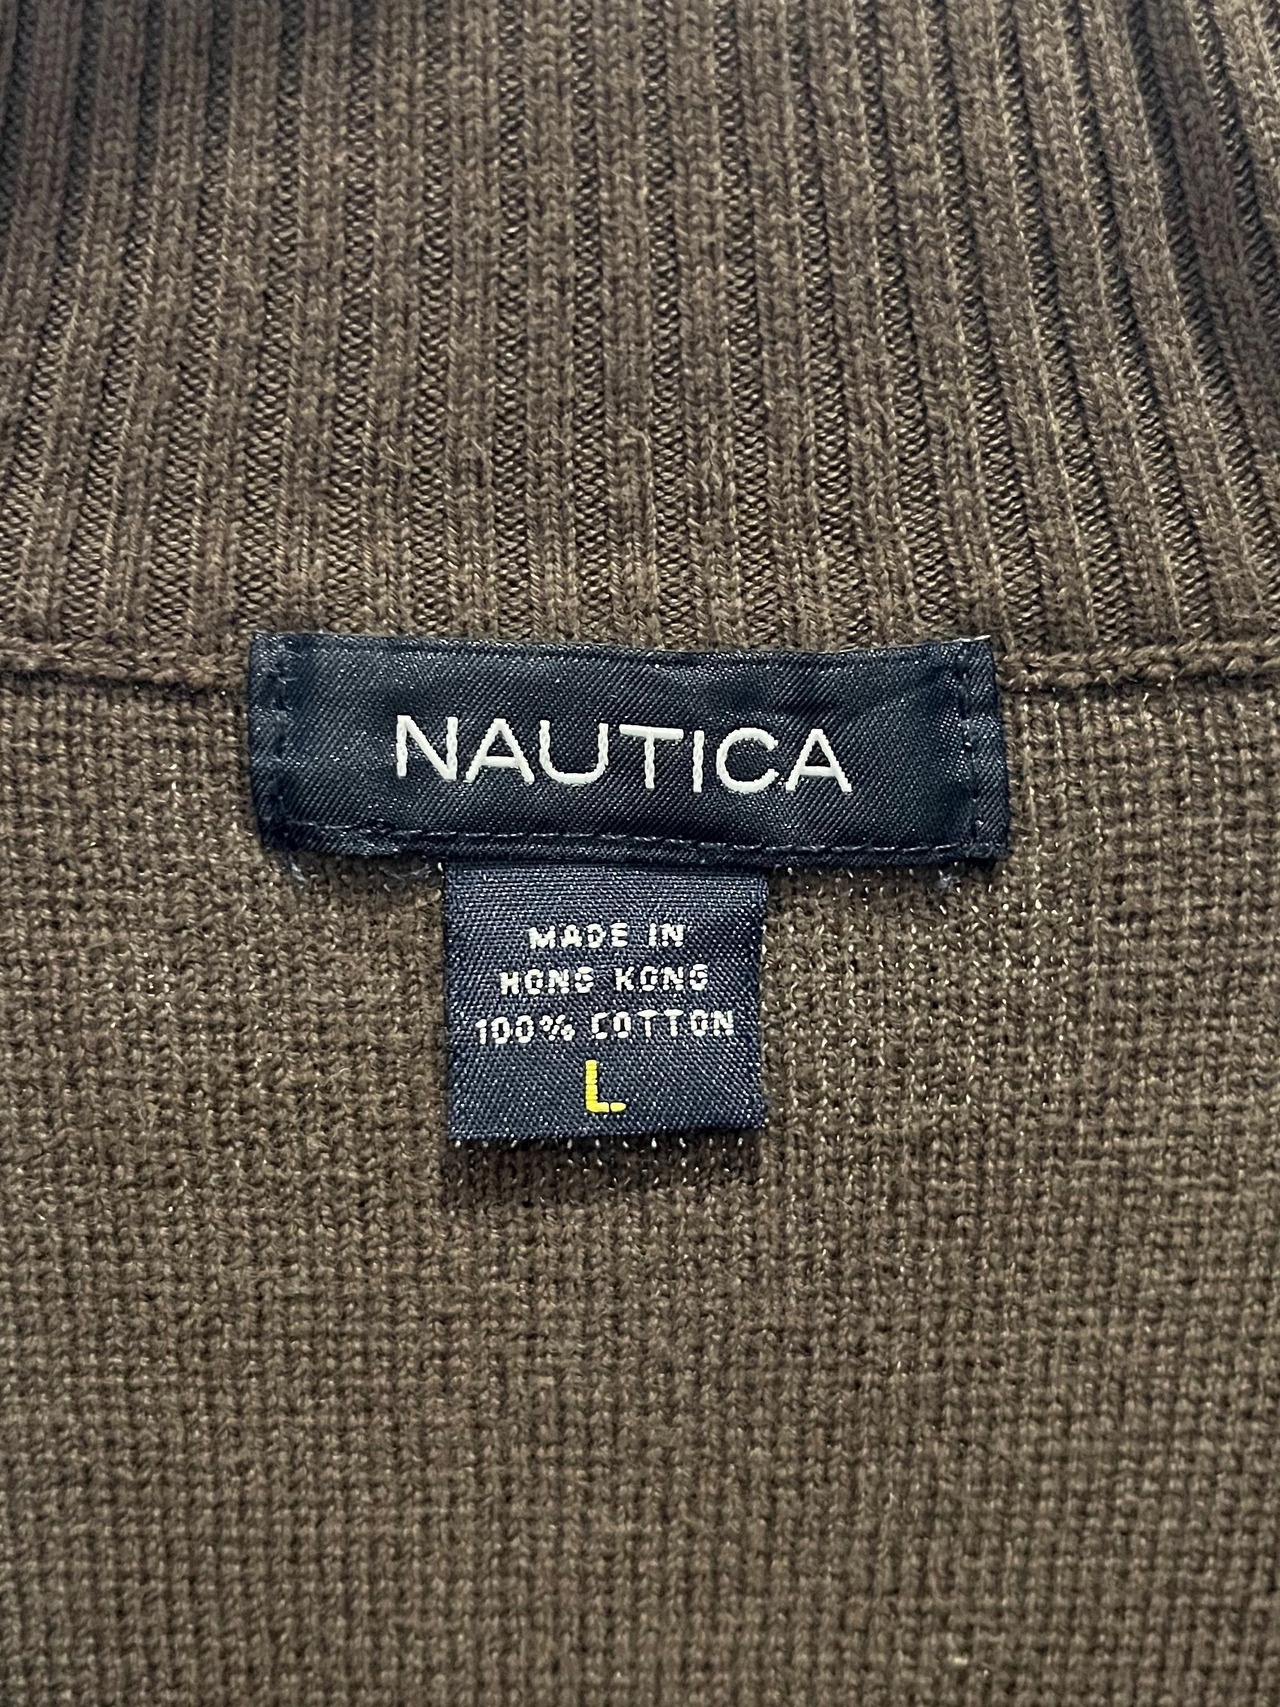 NAUTICA
MADE IN
HONG KONG
100% COTTON
L